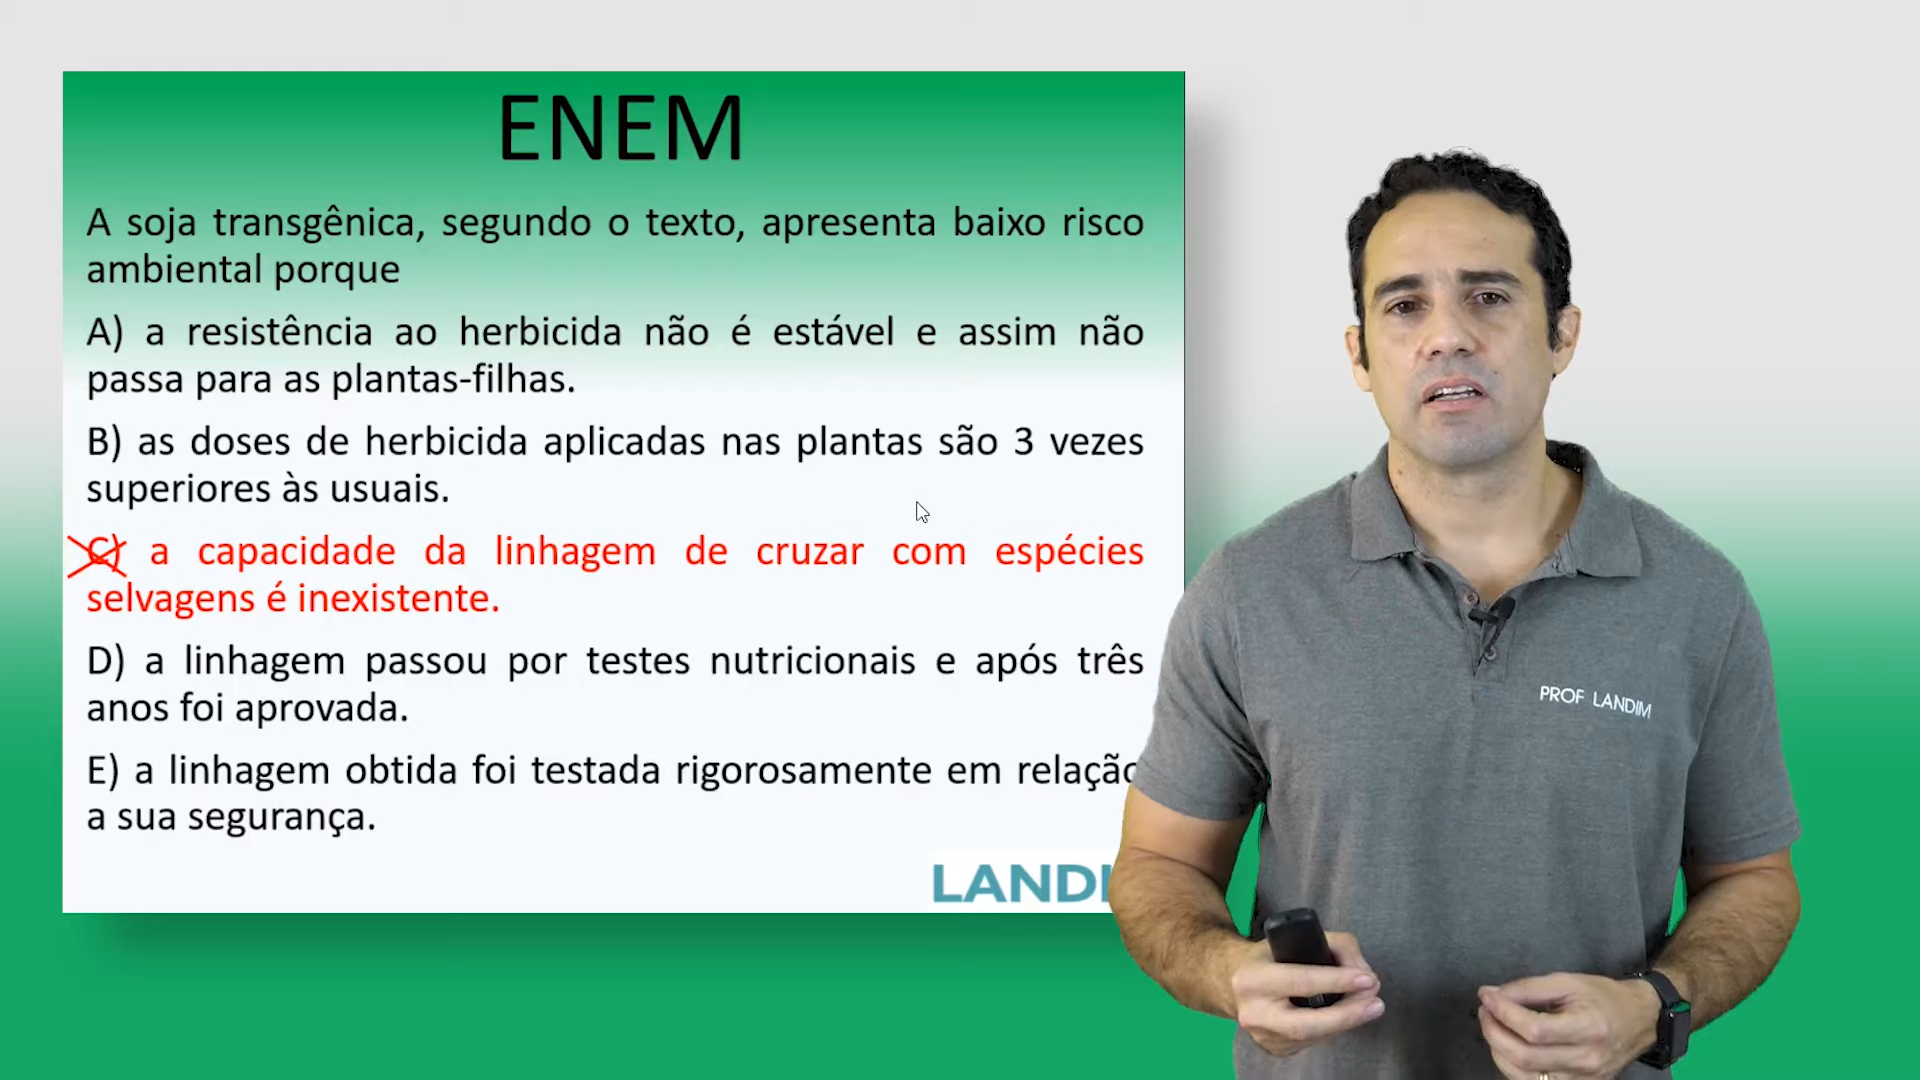 ENEM
A soja transgênica, segundo o texto, apresenta baixo risco
ambiental porque
A) a resistência ao herbicida não é estável e assim não
passa para as plantas-filhas.
B) as doses de herbicida aplicadas nas plantas são 3 vezes
superiores às usuais.
C) a capacidade da linhagem de cruzar com espécies
selvagens é inexistente.
D) a linhagem passou por testes nutricionais e após três
anos foi aprovada.
E) a linhagem obtida foi testada rigorosamente em relação
a sua segurança.
LANDI
PROF LANDIM